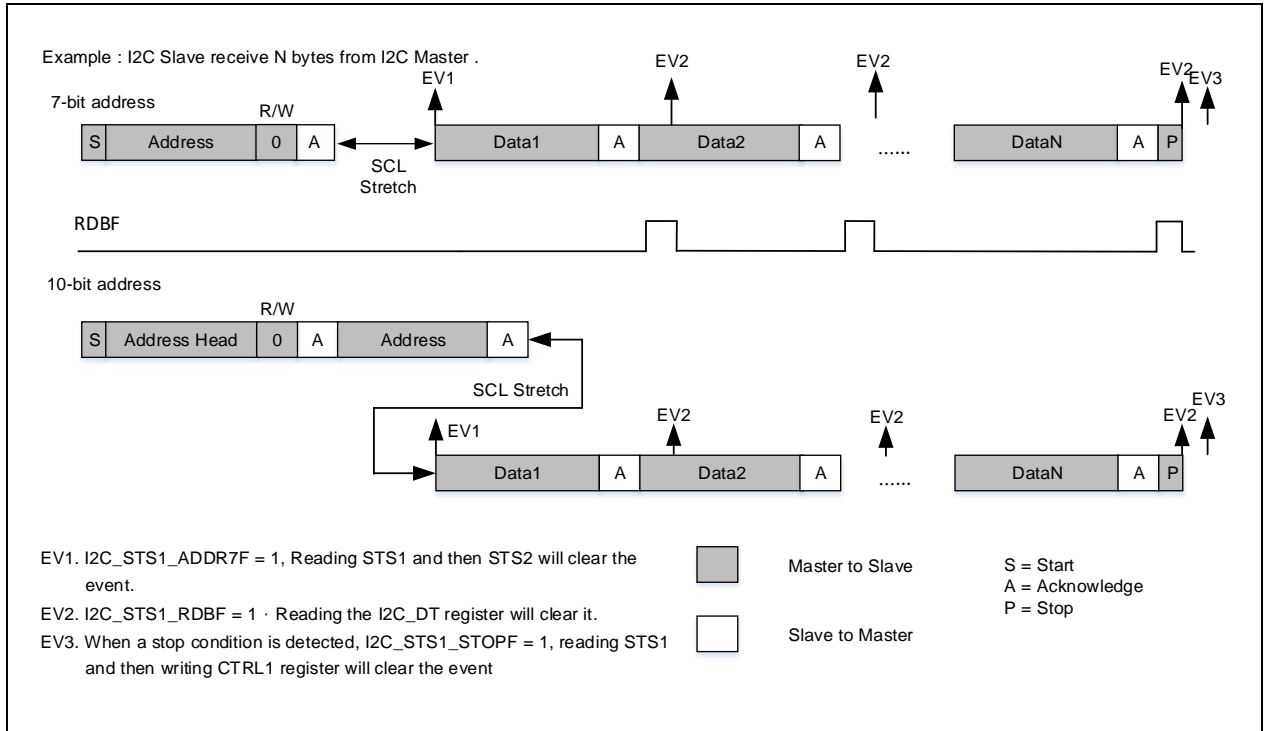 Example : I2C Slave receive N bytes from I2C Master .
EV1
EV2
EV2
EV2
EV3
7-bit address
R/W
S Address 0 A
SCL
Stretch
Data1 A Data2 A ...... DataN A P
RDBF
10-bit address
R/W
S Address Head 0 A Address A
SCL Stretch
EV1
EV2
EV2
EV2
EV3
Data1 A Data2 A ...... DataN A P
EV1. I2C_STS1_ADDR7F = 1, Reading STS1 and then STS2 will clear the
event.
EV2. I2C_STS1_RDBF = 1 · Reading the I2C_DT register will clear it.
EV3. When a stop condition is detected, I2C_STS1_STOPF = 1, reading STS1
and then writing CTRL1 register will clear the event
Master to Slave
Slave to Master
S = Start
A = Acknowledge
P = Stop